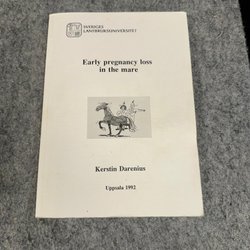 SVERIGES
LANTBRUKSUNIVERSITET
Early pregnancy loss
in the mare
Kerstin Darenius
Uppsala 1992